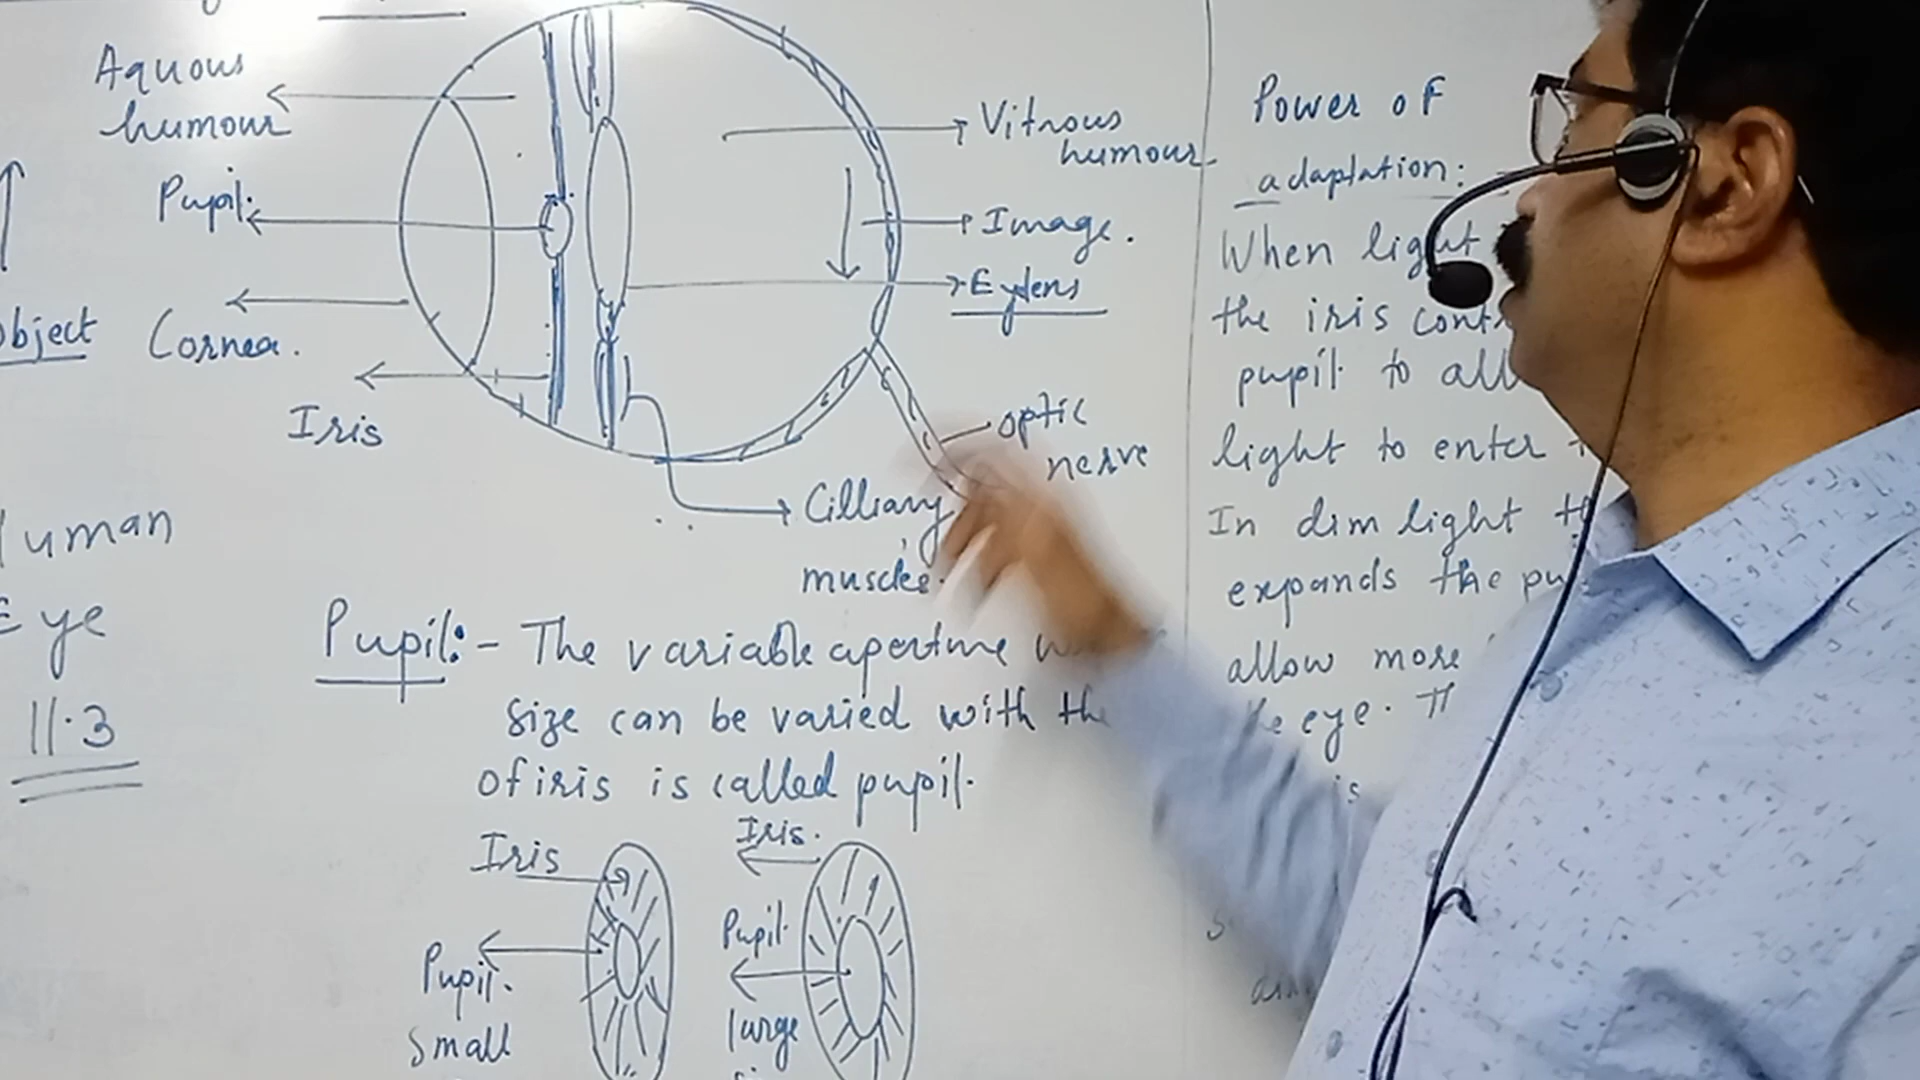 Aquous
humour
Pupil.
object
Cornea.
Iris
Vitrous
humour
Image.
Eylens
optic
nerve
Cilliary
muscles.
Human
Eye
11.3
Pupil:- The variable aperture
size can be varied with the
of iris is called pupil.
Iris
Pupil.
Small
Iris.
Pupil.
large
Power of
adaptation:
When light
the iris
pupil to
light to enter
In dim light
expands the
allow more
eye.
is